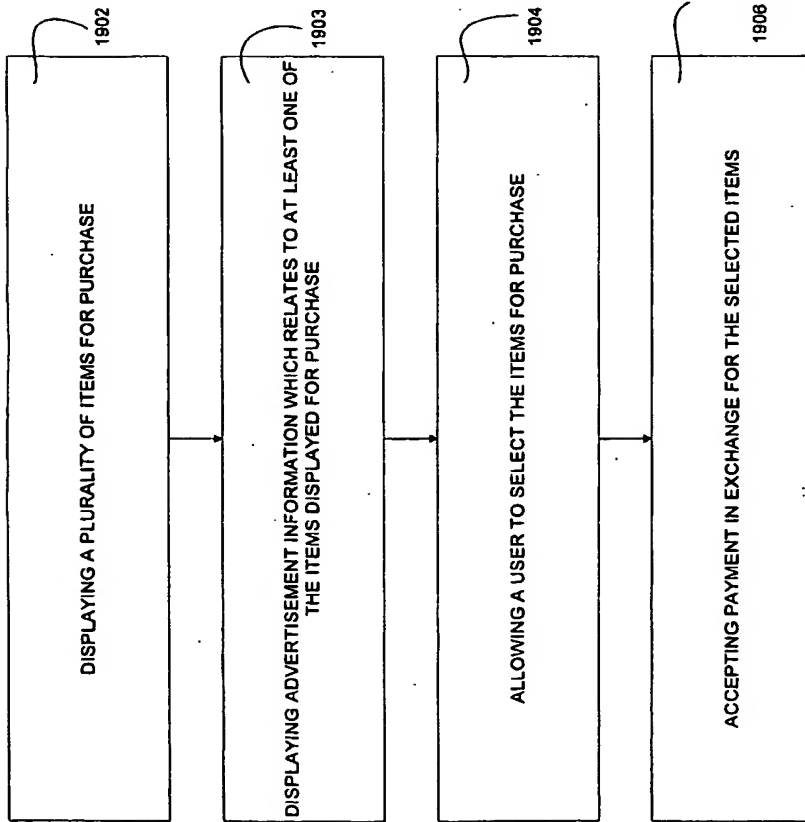 DISPLAYING A PLURALITY OF ITEMS FOR PURCHASE
1902
DISPLAYING ADVERTISEMENT INFORMATION WHICH RELATES TO AT LEAST ONE OF
THE ITEMS DISPLAYED FOR PURCHASE
1903
ALLOWING A USER TO SELECT THE ITEMS FOR PURCHASE
1904
ACCEPTING PAYMENT IN EXCHANGE FOR THE SELECTED ITEMS
1906